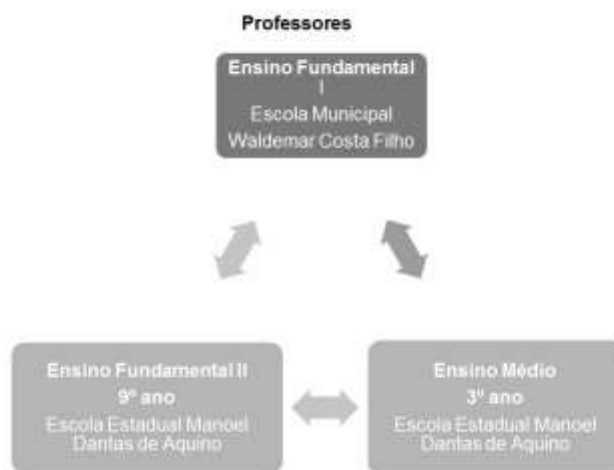 Professores
Ensino Fundamental
I
Escola Municipal
Waldemar Costa Filho
Ensino Fundamental II
9º ano
Escola Estadual Manoel
Dantas de Aquino
Ensino Médio
3º ano
Escola Estadual Manoel
Dantas de Aquino